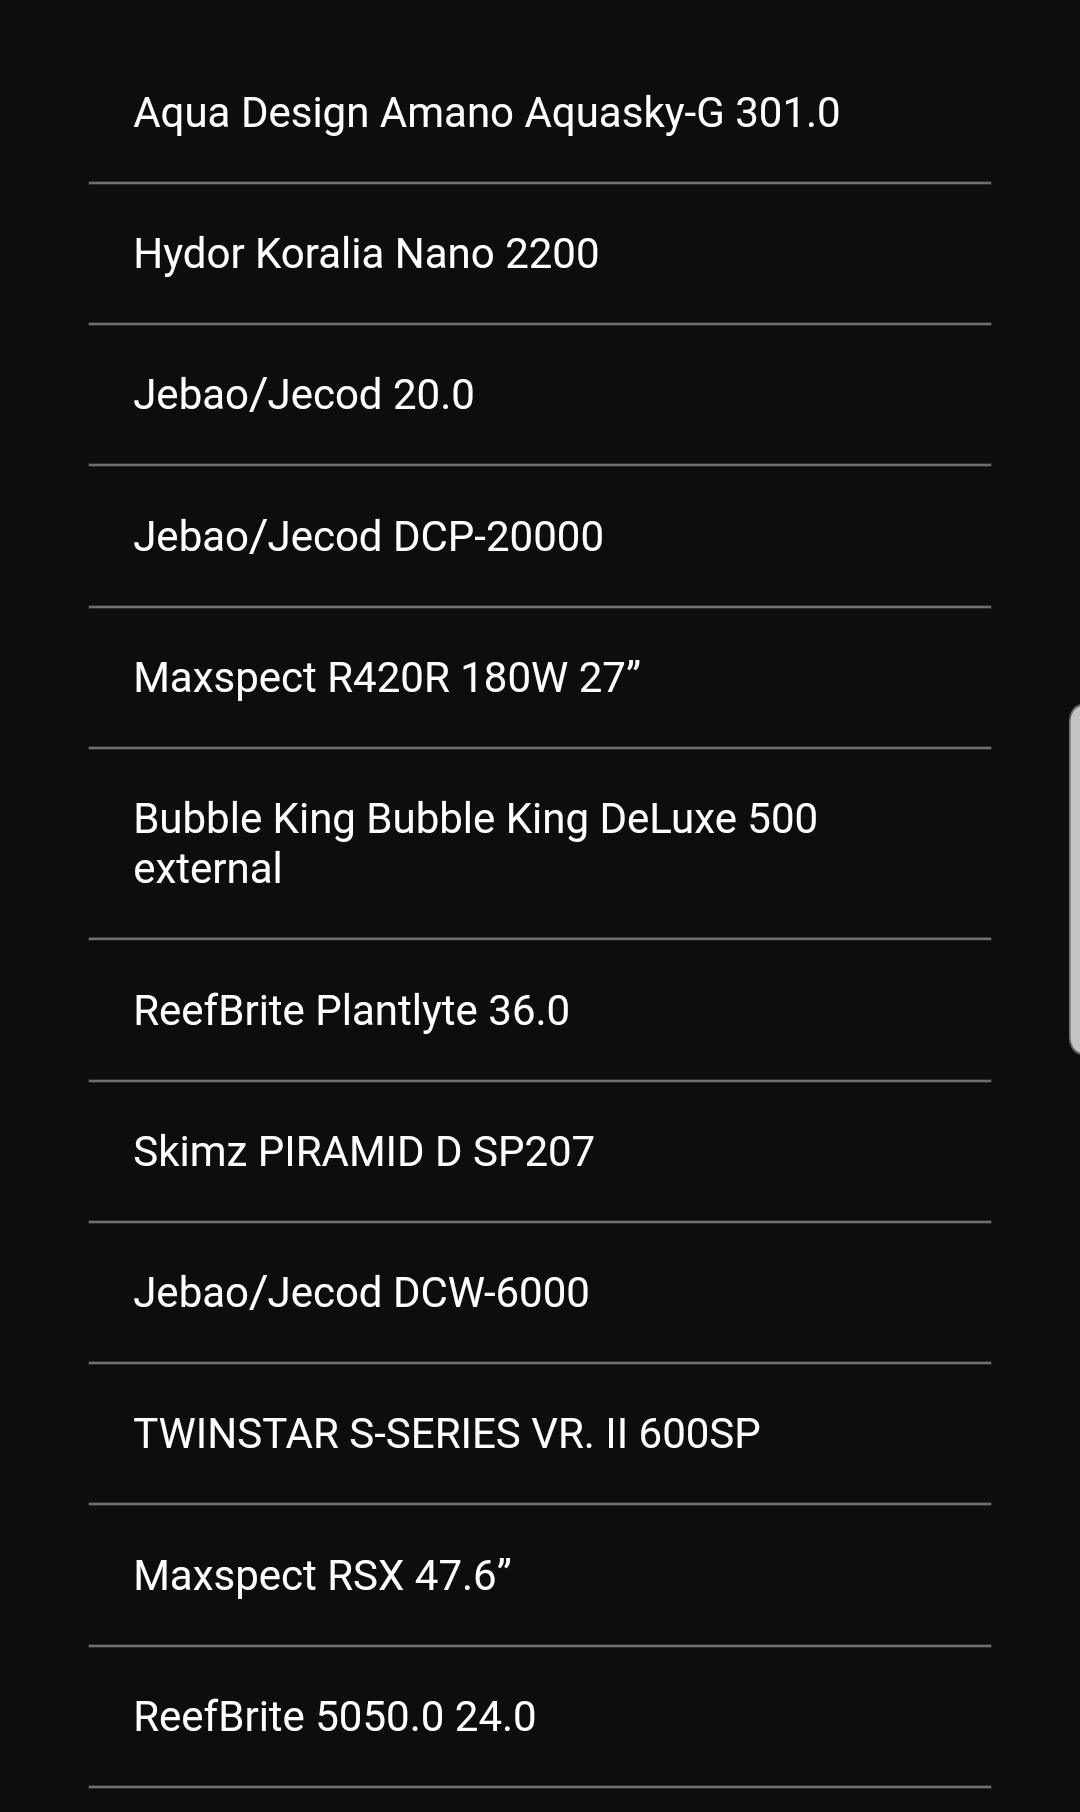 Aqua Design Amano Aquasky-G 301.0
Hydor Koralia Nano 2200
Jebao/Jecod 20.0
Jebao/Jecod DCP-20000
Maxspect R420R 180W 27”
Bubble King Bubble King DeLuxe 500
external
ReefBrite Plantlyte 36.0
Skimz PIRAMID D SP207
Jebao/Jecod DCW-6000
TWINSTAR S-SERIES VR. II 600SP
Maxspect RSX 47.6”
ReefBrite 5050.0 24.0